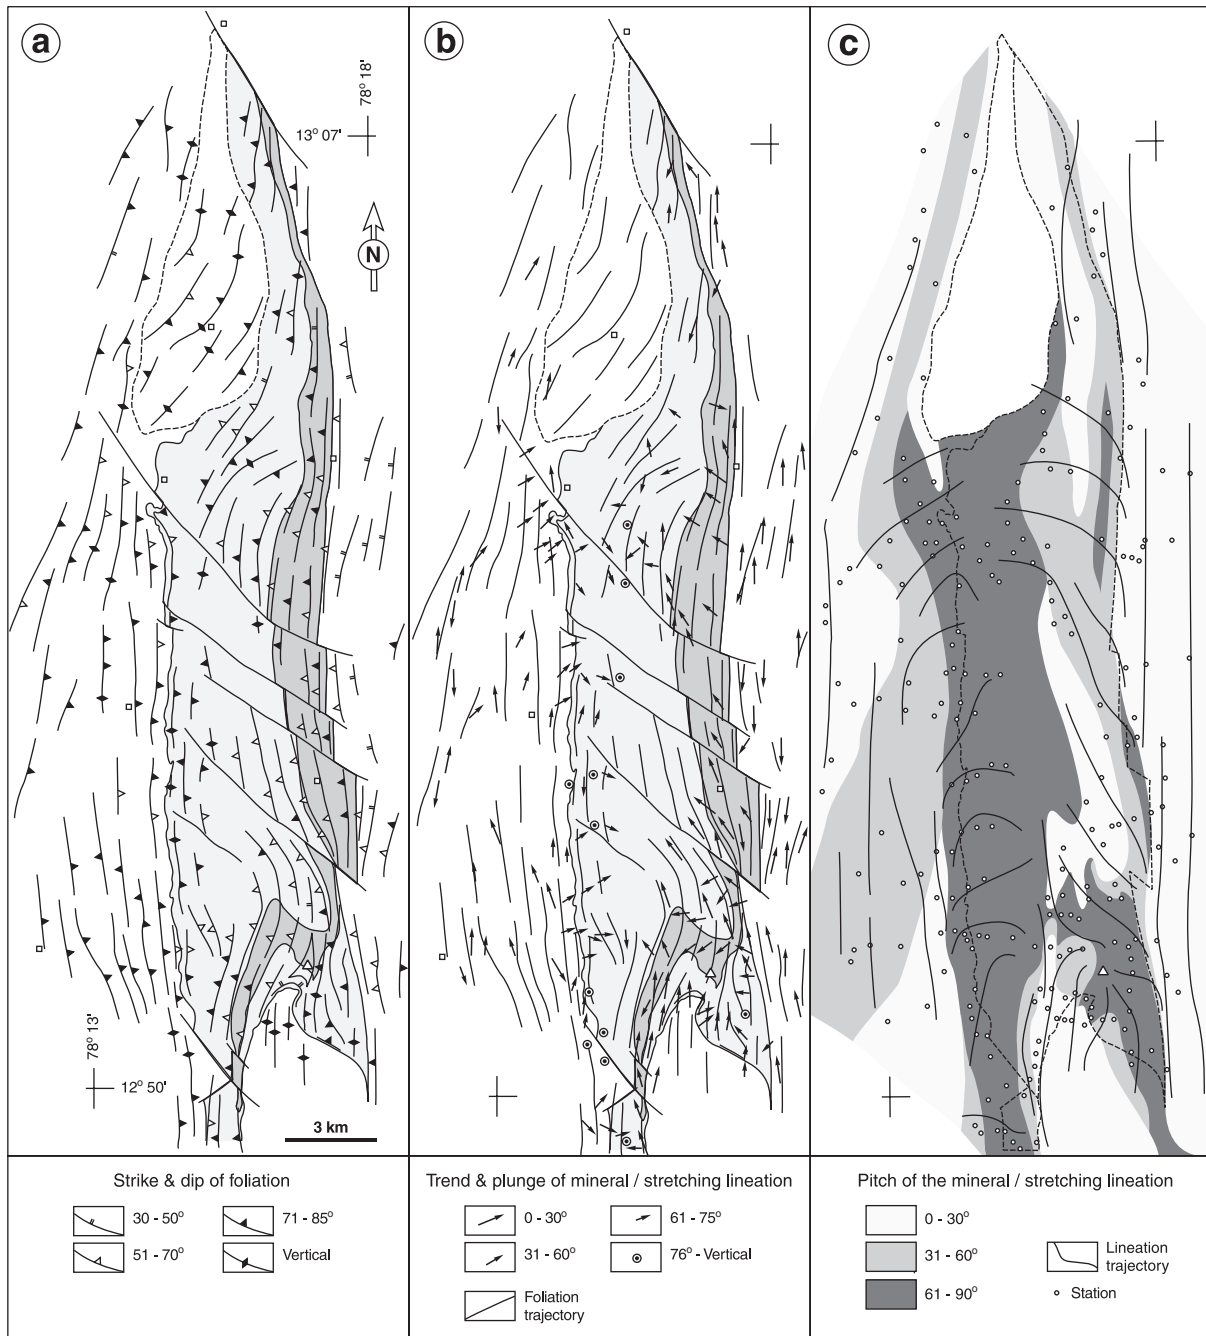 a
b
c
78° 18'
13° 07'
N
78° 13'
12° 50'
3 km
Strike & dip of foliation
30 - 50°
71 - 85°
51 - 70°
Vertical
Trend & plunge of mineral / stretching lineation
0 - 30°
61 - 75°
31 - 60°
76° - Vertical
Foliation
trajectory
Pitch of the mineral / stretching lineation
0 - 30°
31 - 60°
Lineation
trajectory
61 - 90°
Station